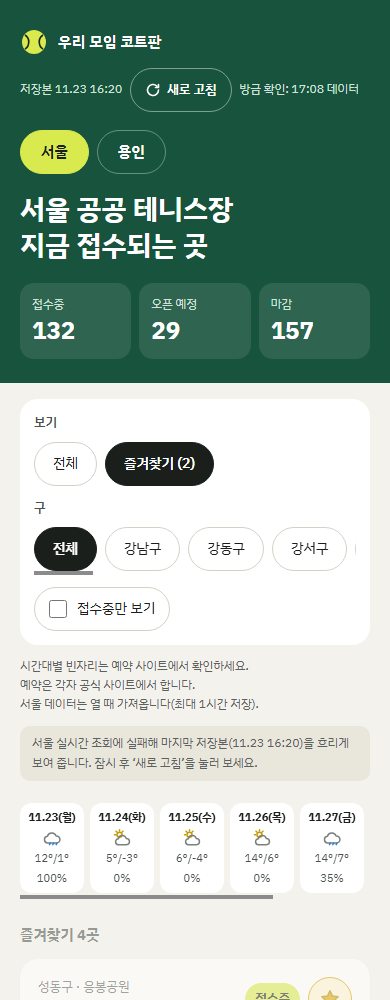 우리 모임 코트판
저장본 11.23 16:20 새로 고침 방금 확인: 17:08 데이터
서울 용인
서울 공공 테니스장
지금 접수되는 곳
접수중 오픈 예정 마감
132 29 157
보기
전체 즐겨찾기 (2)
구
전체 강남구 강동구 강서구
접수중만 보기
시간대별 빈자리는 예약 사이트에서 확인하세요.
예약은 각자 공식 사이트에서 합니다.
서울 데이터는 열 때 가져옵니다(최대 1시간 저장).
서울 실시간 조회에 실패해 마지막 저장본(11.23 16:20)을 흐리게
보여 줍니다. 잠시 후 ‘새로 고침’을 눌러 보세요.
11.23(월) 11.24(화) 11.25(수) 11.26(목) 11.27(금)
12°/1° 5°/-3° 6°/-4° 14°/6° 14°/7°
100% 0% 0% 0% 35%
즐겨찾기 4곳
성동구 · 응봉공원
접수중